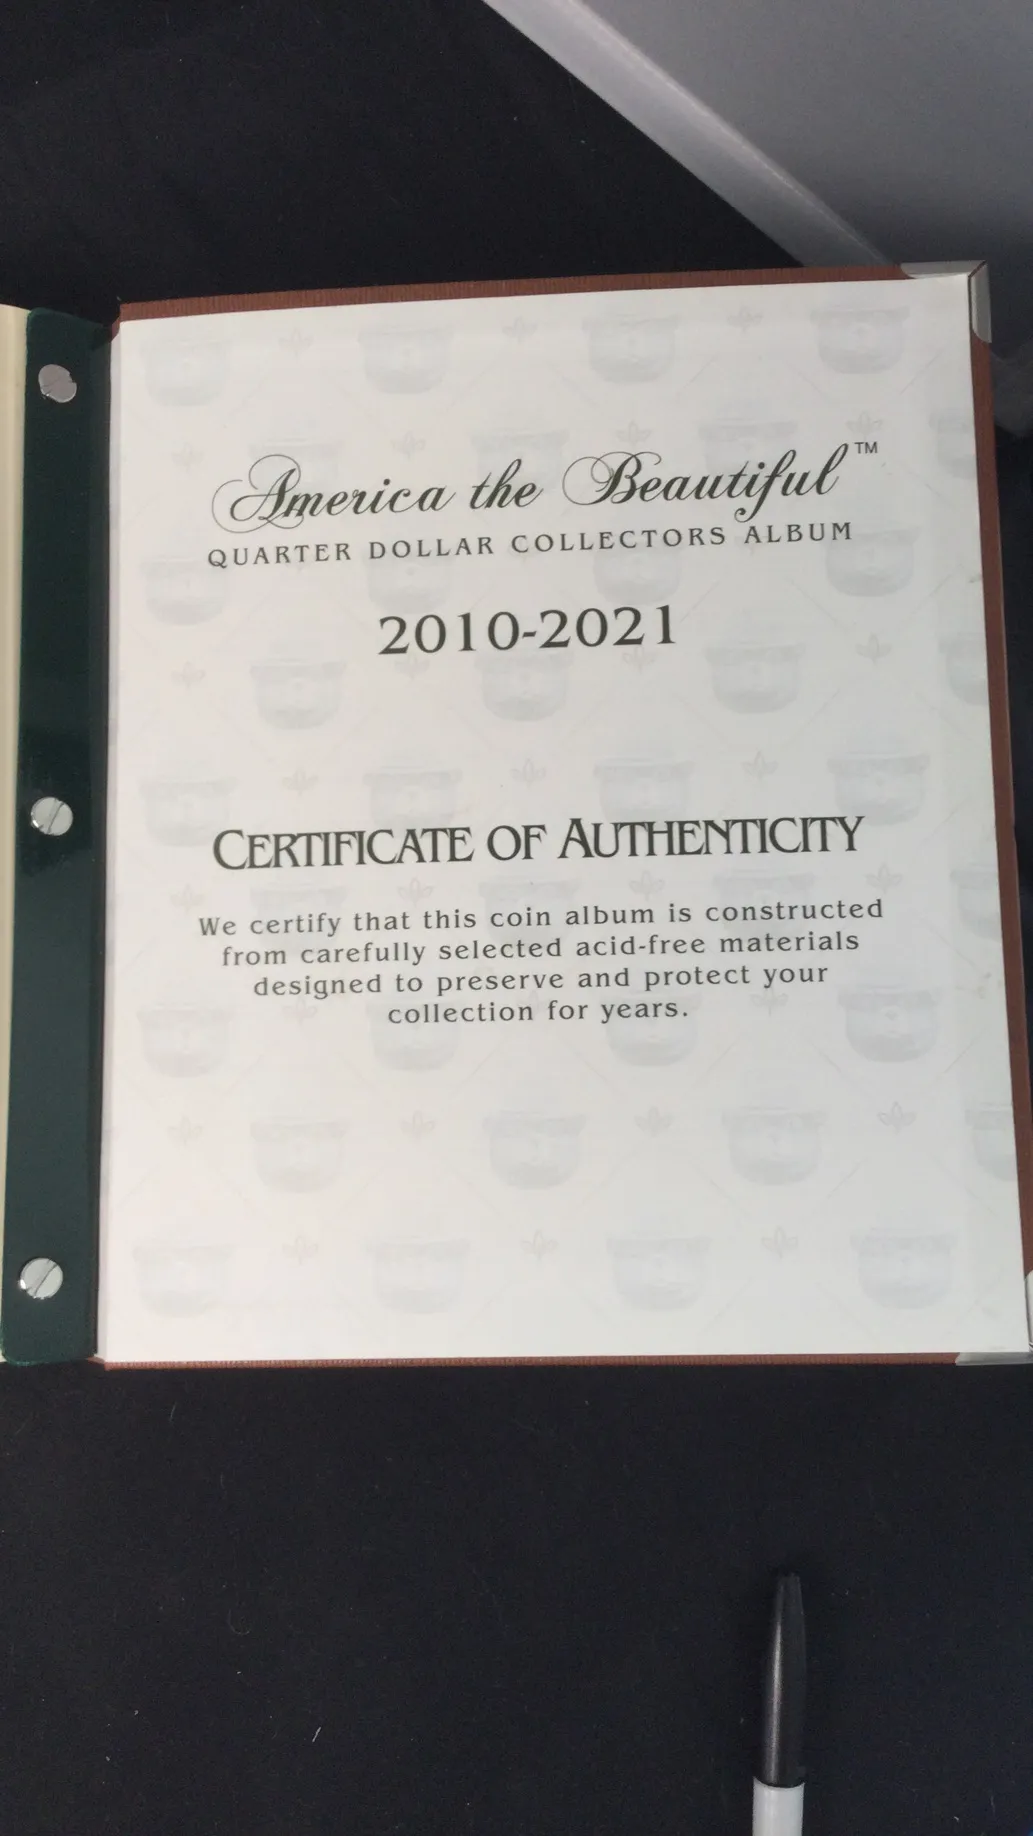 America the Beautiful™
QUARTER DOLLAR COLLECTORS ALBUM
2010-2021
CERTIFICATE OF AUTHENTICITY
We certify that this coin album is constructed
from carefully selected acid-free materials
designed to preserve and protect your
collection for years.